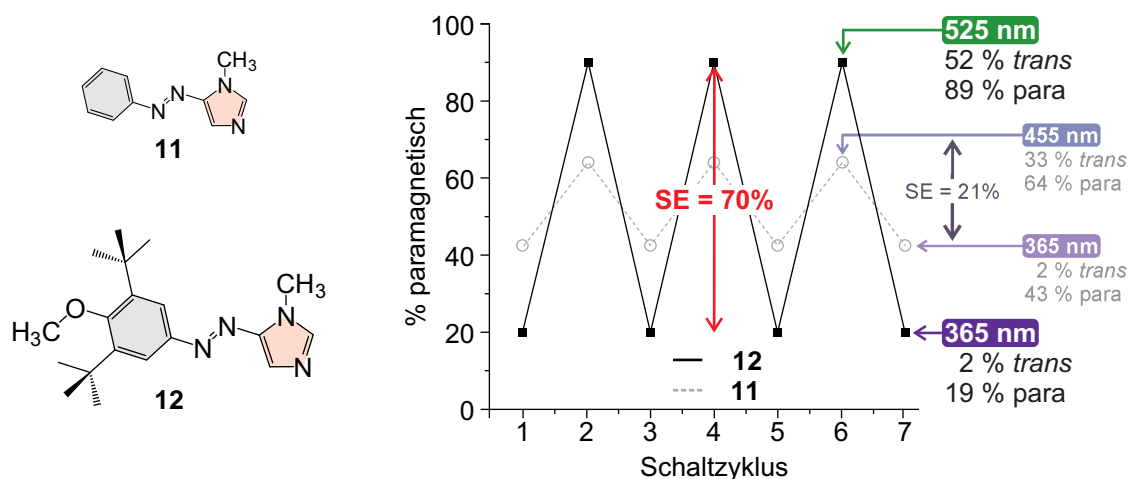 CH3
N
N
N
N
11
CH3
O
H3C
N
N
N
N
12
% paramagnetisch
100
80
60
40
20
0
1 2 3 4 5 6 7
Schaltzyklus
SE = 70%
12
11
525 nm
52 % trans
89 % para
455 nm
33 % trans
64 % para
SE = 21%
365 nm
2 % trans
43 % para
365 nm
2 % trans
19 % para